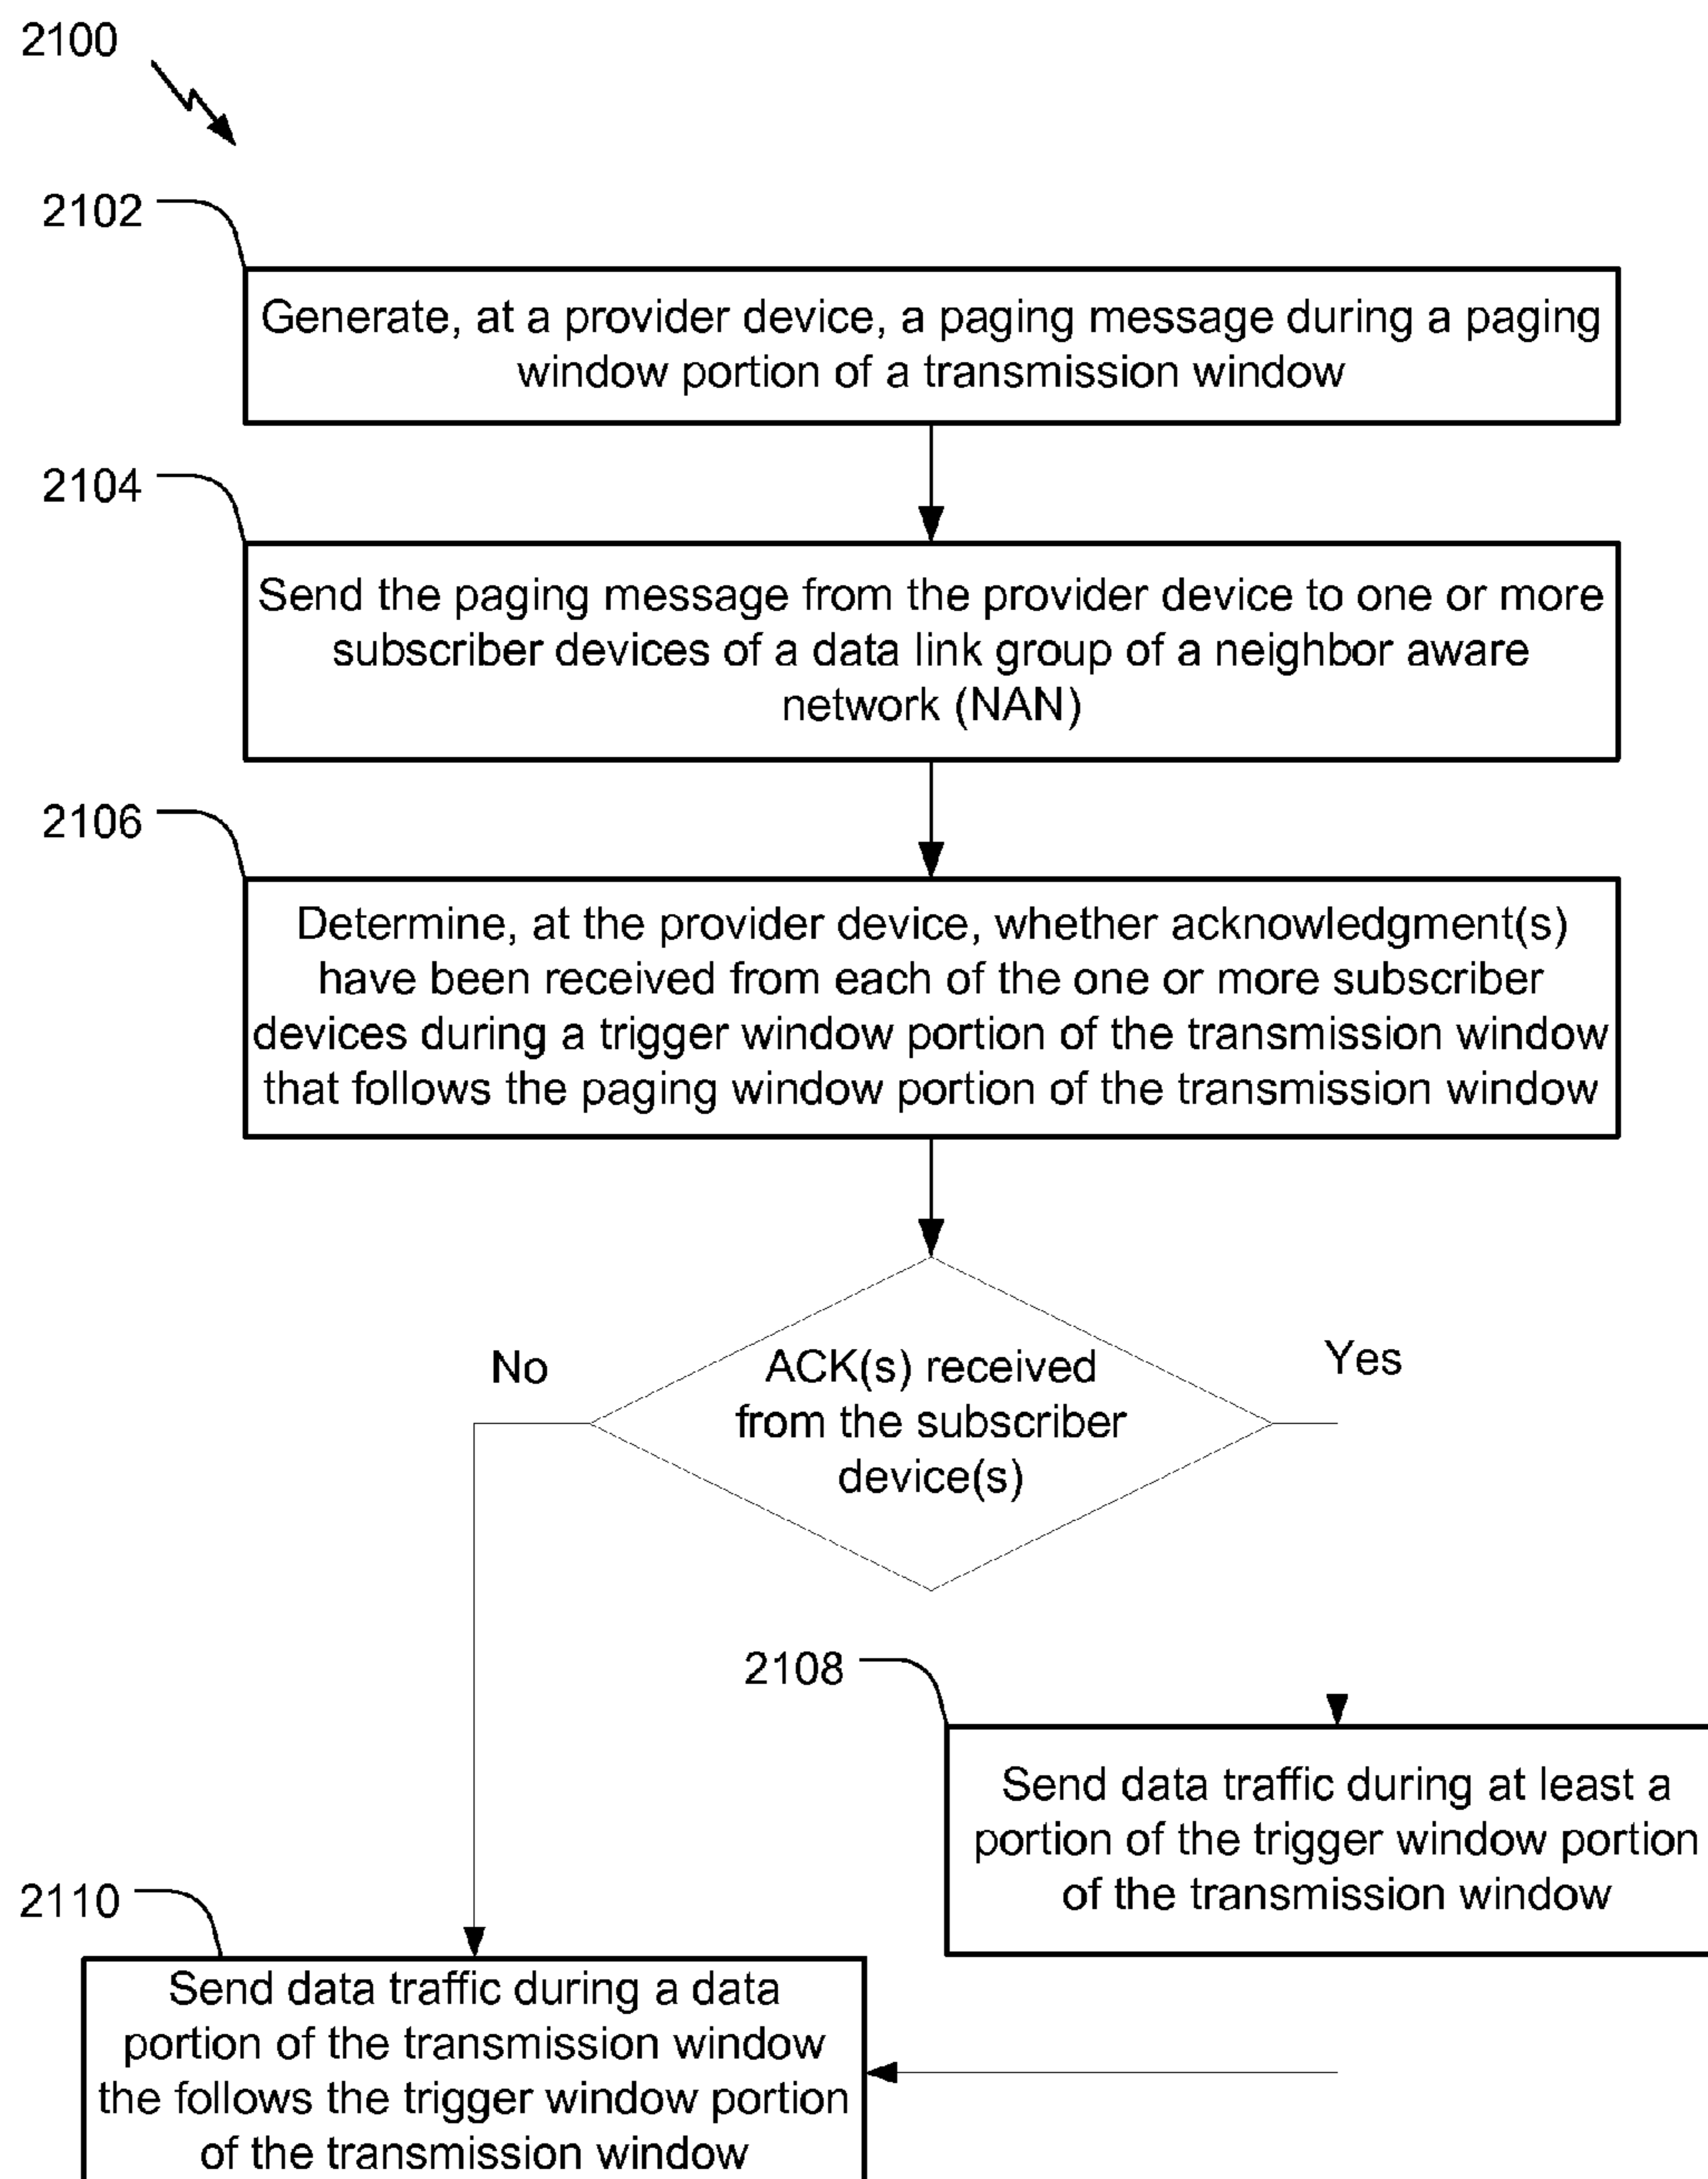 2100
2102
Generate, at a provider device, a paging message during a paging
window portion of a transmission window
2104
Send the paging message from the provider device to one or more
subscriber devices of a data link group of a neighbor aware
network (NAN)
2106
Determine, at the provider device, whether acknowledgment(s)
have been received from each of the one or more subscriber
devices during a trigger window portion of the transmission window
that follows the paging window portion of the transmission window
No
ACK(s) received
from the subscriber
device(s)
Yes
2108
Send data traffic during at least a
portion of the trigger window portion
of the transmission window
2110
Send data traffic during a data
portion of the transmission window
the follows the trigger window portion
of the transmission window